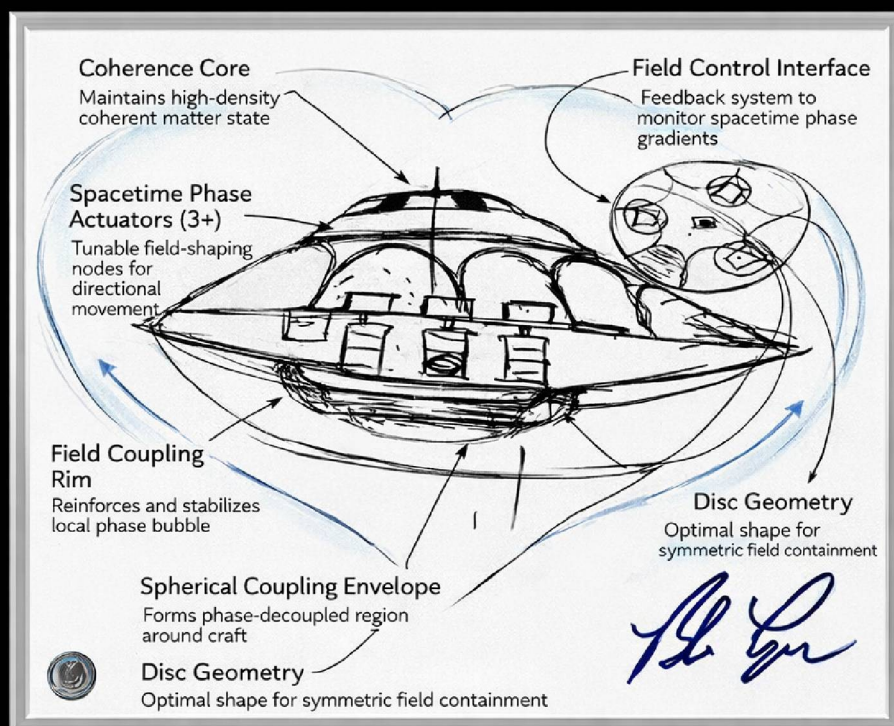 Coherence Core
Maintains high-density
coherent matter state
Field Control Interface
Feedback system to
monitor spacetime phase
gradients
Spacetime Phase
Actuators (3+)
Tunable field-shaping
nodes for
directional
movement
Field Coupling
Rim
Reinforces and stabilizes
local phase bubble
Disc Geometry
Optimal shape for
symmetric field containment
Spherical Coupling Envelope
Forms phase-decoupled region
around craft
Disc Geometry
Optimal shape for symmetric field containment